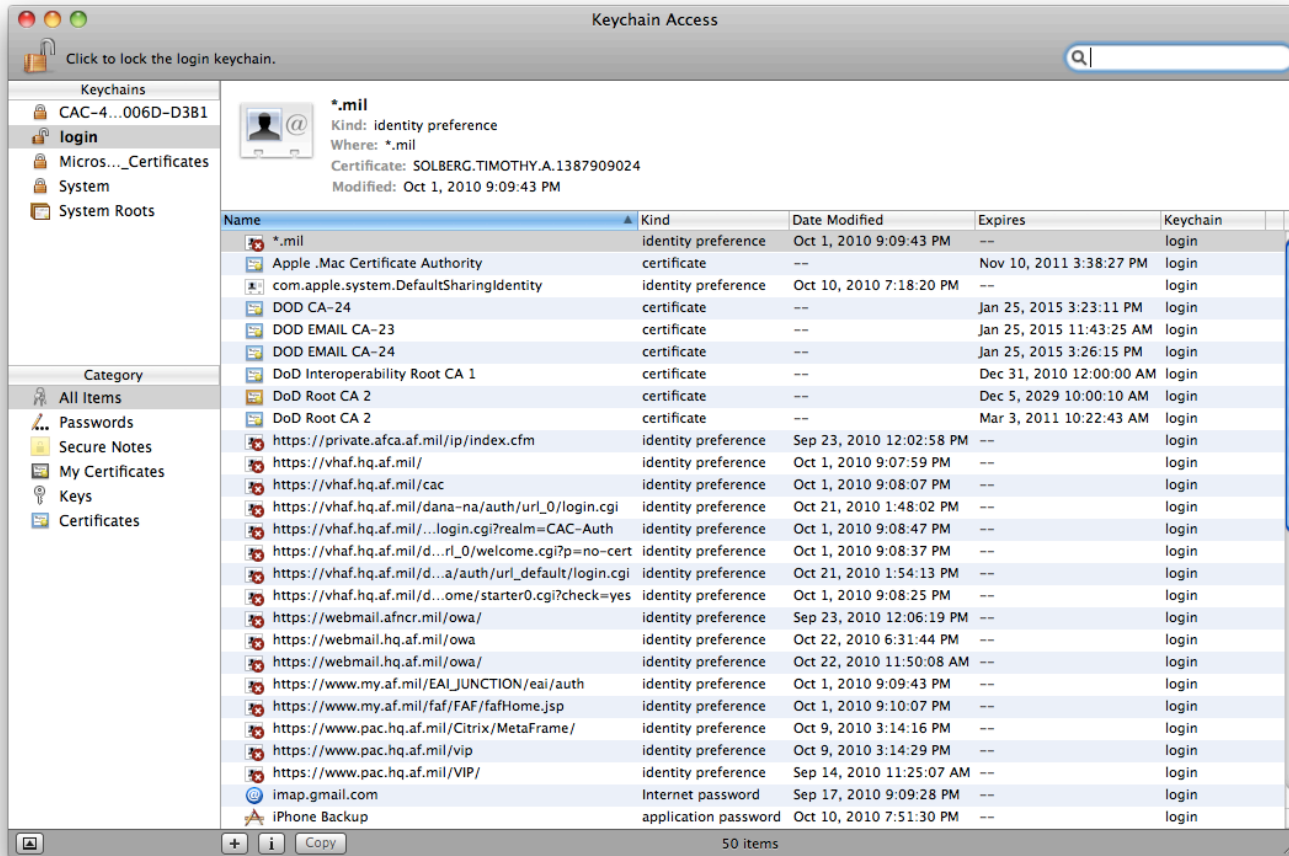 Keychain Access
Click to lock the login keychain.
Keychains
CAC-4...006D-D3B1
login
Micros..._Certificates
System
System Roots
*.mil
Kind: identity preference
Where: *.mil
Certificate: SOLBERG.TIMOTHY.A.1387909024
Modified: Oct 1, 2010 9:09:43 PM
Category
All Items
Passwords
Secure Notes
My Certificates
Keys
Certificates
Name Kind Date Modified Expires Keychain
*.mil identity preference Oct 1, 2010 9:09:43 PM -- login
Apple .Mac Certificate Authority certificate -- Nov 10, 2011 3:38:27 PM login
com.apple.system.DefaultSharingIdentity identity preference Oct 10, 2010 7:18:20 PM -- login
DOD CA-24 certificate -- Jan 25, 2015 3:23:11 PM login
DOD EMAIL CA-23 certificate -- Jan 25, 2015 11:43:25 AM login
DOD EMAIL CA-24 certificate -- Jan 25, 2015 3:26:15 PM login
DoD Interoperability Root CA 1 certificate -- Dec 31, 2010 12:00:00 AM login
DoD Root CA 2 certificate -- Dec 5, 2029 10:00:10 AM login
DoD Root CA 2 certificate -- Mar 3, 2011 10:22:43 AM login
https://private.afca.af.mil/ip/index.cfm identity preference Sep 23, 2010 12:02:58 PM -- login
https://vhaf.hq.af.mil/ identity preference Oct 1, 2010 9:07:59 PM -- login
https://vhaf.hq.af.mil/cac identity preference Oct 1, 2010 9:08:07 PM -- login
https://vhaf.hq.af.mil/dana-na/auth/url_0/login.cgi identity preference Oct 21, 2010 1:48:02 PM -- login
https://vhaf.hq.af.mil/...login.cgi?realm=CAC-Auth identity preference Oct 1, 2010 9:08:47 PM -- login
https://vhaf.hq.af.mil/d...rl_0/welcome.cgi?p=no-cert identity preference Oct 1, 2010 9:08:37 PM -- login
https://vhaf.hq.af.mil/d...a/auth/url_default/login.cgi identity preference Oct 21, 2010 1:54:13 PM -- login
https://vhaf.hq.af.mil/d...ome/starter0.cgi?check=yes identity preference Oct 1, 2010 9:08:25 PM -- login
https://webmail.afncr.mil/owa/ identity preference Sep 23, 2010 12:06:19 PM -- login
https://webmail.hq.af.mil/owa identity preference Oct 22, 2010 6:31:44 PM -- login
https://webmail.hq.af.mil/owa/ identity preference Oct 22, 2010 11:50:08 AM -- login
https://www.my.af.mil/EAI_JUNCTION/eai/auth identity preference Oct 1, 2010 9:09:43 PM -- login
https://www.my.af.mil/faf/FAF/fafHome.jsp identity preference Oct 1, 2010 9:10:07 PM -- login
https://www.pac.hq.af.mil/Citrix/MetaFrame/ identity preference Oct 9, 2010 3:14:16 PM -- login
https://www.pac.hq.af.mil/vip identity preference Oct 9, 2010 3:14:29 PM -- login
https://www.pac.hq.af.mil/VIP/ identity preference Sep 14, 2010 11:25:07 AM -- login
imap.gmail.com Internet password Sep 17, 2010 9:09:28 PM -- login
iPhone Backup application password Oct 10, 2010 7:51:30 PM -- login
+ i Copy 50 items